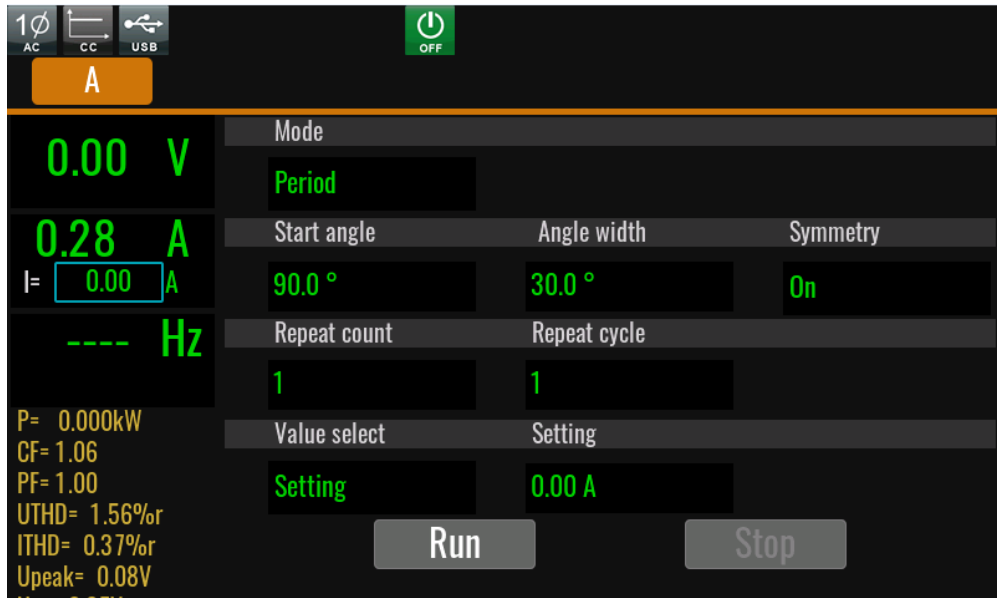 1Ø
AC
CC
USB
OFF
A
0.00 V
0.28 A
I= 0.00 A
---- Hz
P= 0.000kW
CF= 1.06
PF= 1.00
UTHD= 1.56%r
ITHD= 0.37%r
Upeak= 0.08V
Mode
Period
Start angle Angle width Symmetry
90.0 ° 30.0 ° On
Repeat count Repeat cycle
1 1
Value select Setting
Setting 0.00 A
Run Stop